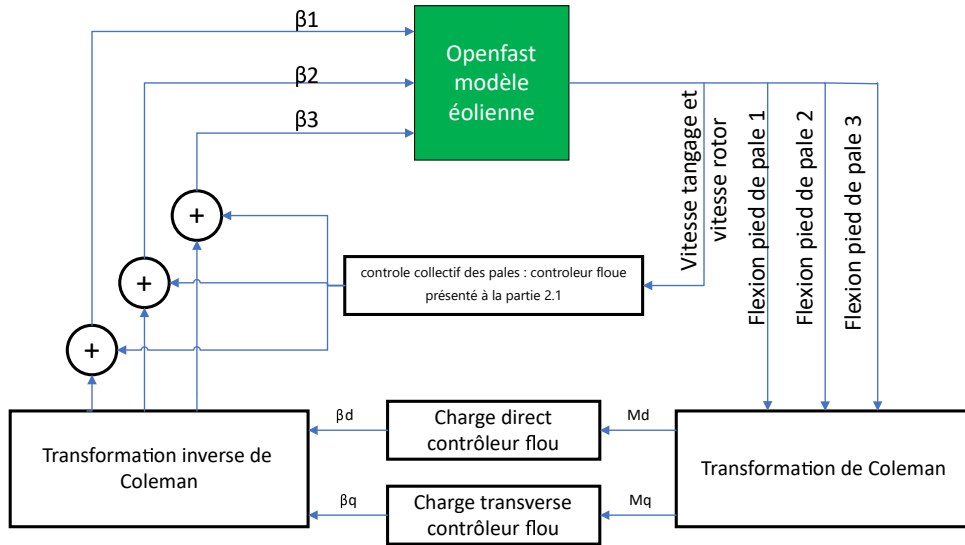 β1
β2
β3
Openfast
modèle
éolienne
Vitesse tangage et
vitesse rotor
Flexion pied de pale 1
Flexion pied de pale 2
Flexion pied de pale 3
+
+
+
controle collectif des pales : controleur floue
présenté à la partie 2.1
Transformation inverse de
Coleman
βd
Charge direct
contrôleur flou
Md
βq
Charge transverse
contrôleur flou
Mq
Transformation de Coleman